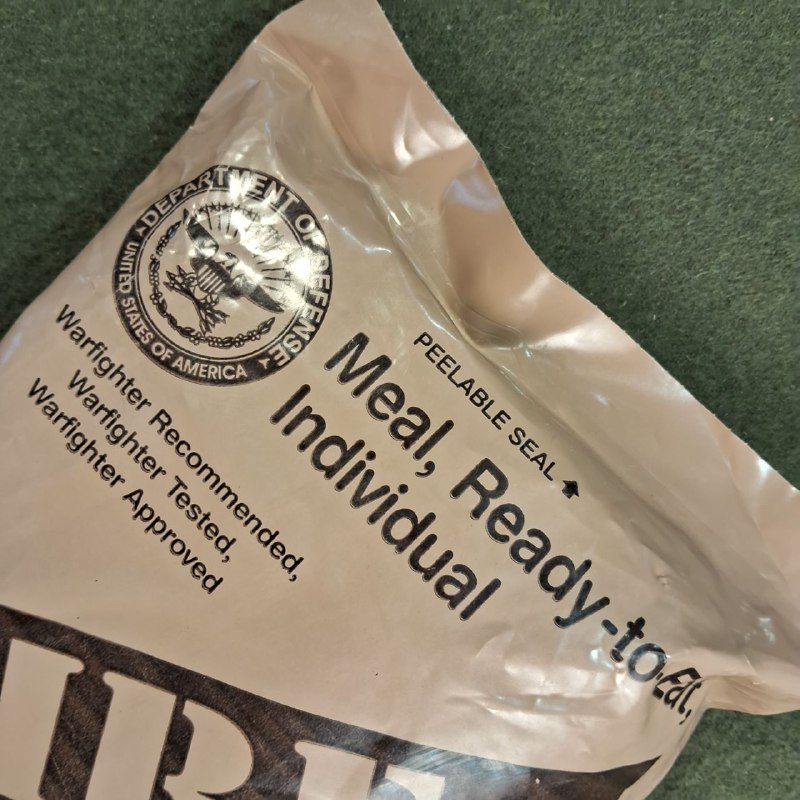 DEPARTMENT OF DEFENSE
UNITED STATES OF AMERICA
PEELABLE SEAL
Meal, Ready-to-Eat,
Individual
Warfighter Recommended,
Warfighter Tested,
Warfighter Approved
MRE